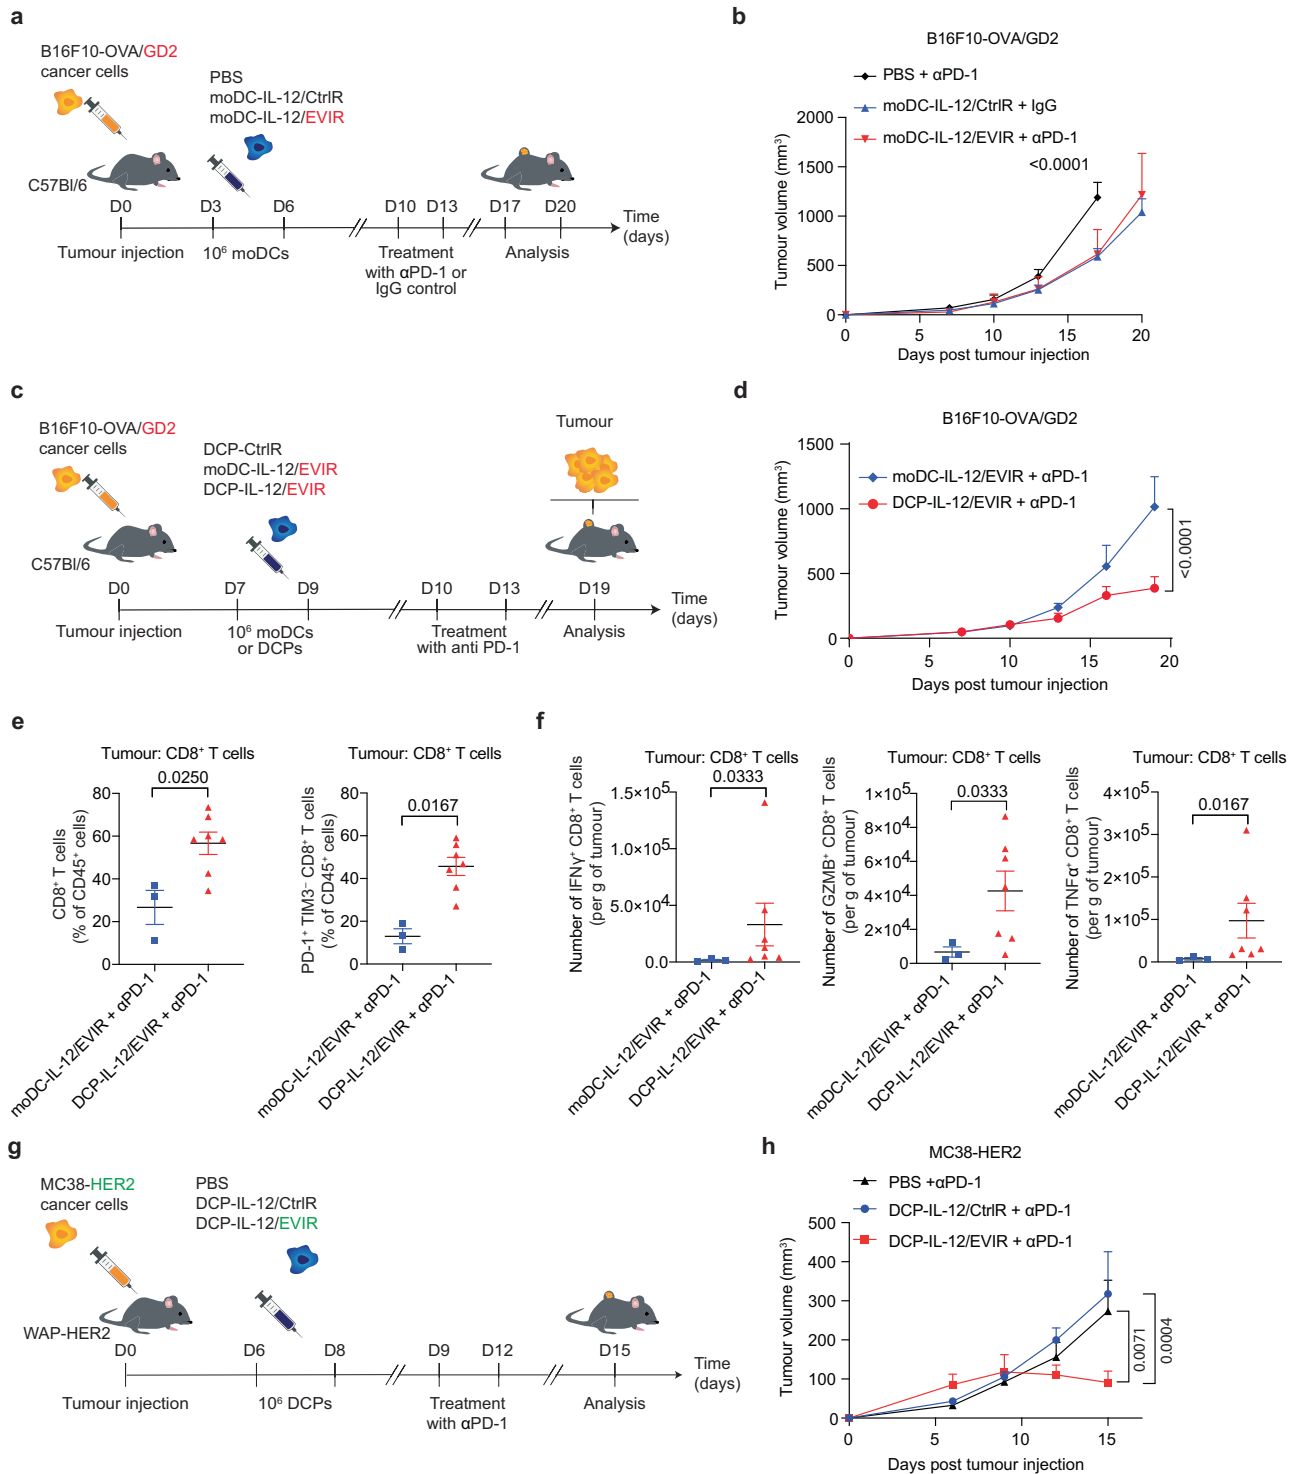 a
B16F10-OVA/GD2
cancer cells
PBS
moDC-IL-12/CtrlR
moDC-IL-12/EVIR
C57Bl/6
D0
D3
D6
D10
D13
D17
D20
Time
(days)
Tumour injection
10⁶ moDCs
Treatment
with αPD-1 or
IgG control
Analysis
b
B16F10-OVA/GD2
PBS + αPD-1
moDC-IL-12/CtrlR + IgG
moDC-IL-12/EVIR + αPD-1
<0.0001
Tumour volume (mm³)
2000
1500
1000
500
0
0
5
10
15
20
Days post tumour injection
c
B16F10-OVA/GD2
cancer cells
DCP-CtrlR
moDC-IL-12/EVIR
DCP-IL-12/EVIR
Tumour
C57Bl/6
D0
D7
D9
D10
D13
D19
Time
(days)
Tumour injection
10⁶ moDCs
or DCPs
Treatment
with anti PD-1
Analysis
d
B16F10-OVA/GD2
moDC-IL-12/EVIR + αPD-1
DCP-IL-12/EVIR + αPD-1
<0.0001
Tumour volume (mm³)
1500
1000
500
0
0
5
10
15
20
Days post tumour injection
e
Tumour: CD8⁺ T cells
0.0250
CD8⁺ T cells
(% of CD45⁺ cells)
80
60
40
20
0
moDC-IL-12/EVIR + αPD-1
DCP-IL-12/EVIR + αPD-1
Tumour: CD8⁺ T cells
0.0167
PD-1⁺ TIM3⁻ CD8⁺ T cells
(% of CD45⁺ cells)
80
60
40
20
0
moDC-IL-12/EVIR + αPD-1
DCP-IL-12/EVIR + αPD-1
f
Tumour: CD8⁺ T cells
0.0333
Number of IFNγ⁺ CD8⁺ T cells
(per g of tumour)
1.5×10⁵
1.0×10⁵
5.0×10⁴
0.0
moDC-IL-12/EVIR + αPD-1
DCP-IL-12/EVIR + αPD-1
Tumour: CD8⁺ T cells
0.0333
Number of GZMB⁺ CD8⁺ T cells
(per g of tumour)
1×10⁵
8×10⁴
6×10⁴
4×10⁴
2×10⁴
0
moDC-IL-12/EVIR + αPD-1
DCP-IL-12/EVIR + αPD-1
Tumour: CD8⁺ T cells
0.0167
Number of TNFα⁺ CD8⁺ T cells
(per g of tumour)
4×10⁵
3×10⁵
2×10⁵
1×10⁵
0
moDC-IL-12/EVIR + αPD-1
DCP-IL-12/EVIR + αPD-1
g
MC38-HER2
cancer cells
PBS
DCP-IL-12/CtrlR
DCP-IL-12/EVIR
WAP-HER2
D0
D6
D8
D9
D12
D15
Time
(days)
Tumour injection
10⁶ DCPs
Treatment
with αPD-1
Analysis
h
MC38-HER2
PBS +αPD-1
DCP-IL-12/CtrlR + αPD-1
DCP-IL-12/EVIR + αPD-1
0.0071
0.0004
Tumour volume (mm³)
500
400
300
200
100
0
0
5
10
15
Days post tumour injection